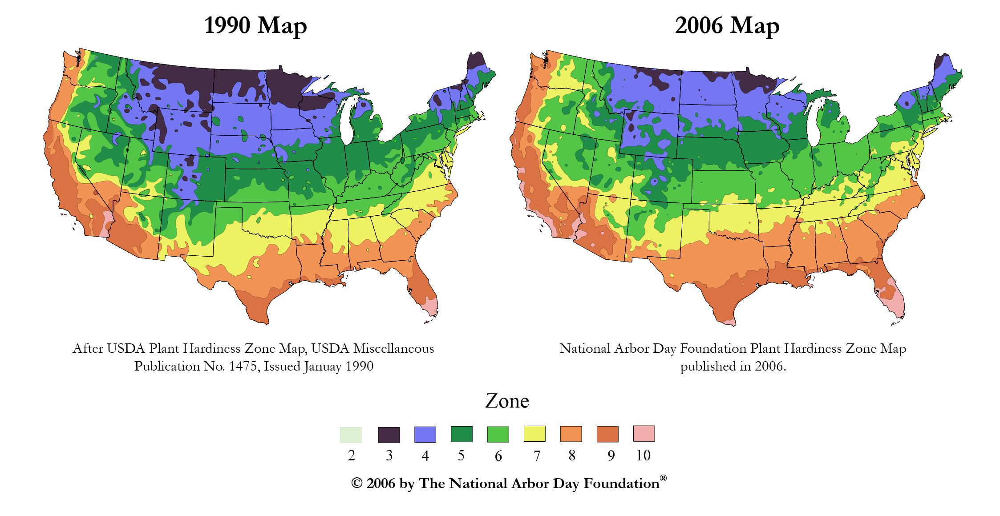 1990 Map
2006 Map
After USDA Plant Hardiness Zone Map, USDA Miscellaneous
Publication No. 1475, Issued Januay 1990
National Arbor Day Foundation Plant Hardiness Zone Map
published in 2006.
Zone
2 3 4 5 6 7 8 9 10
© 2006 by The National Arbor Day Foundation®